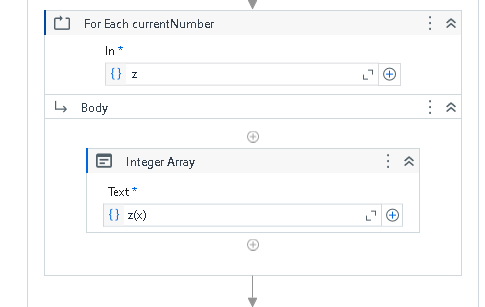 For Each currentNumber
In *
{} z
Body
Integer Array
Text *
{} z(x)